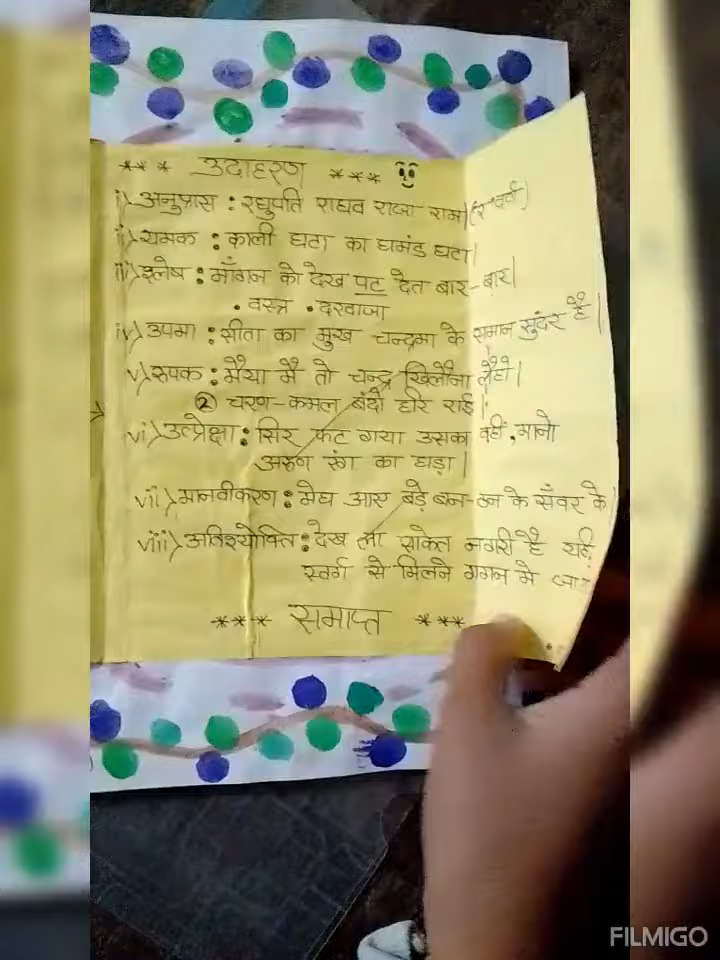 *** उदाहरण ***
i) अनुप्रास : रघुपति राघव राजा राम। (र वर्ण)
ii) यमक : काली घटा का घमंड घटा।
iii) श्लेष : माँगन को देख पट देत बार-बार।
• वस्त्र • दरवाजा
iv) उपमा : सीता का मुख चन्द्रमा के समान सुंदर है।
v) रुपक : मैया मै तो चन्द्र खिलौना लैहो।
② चरण-कमल बंदौ हरि राई।
vi) उत्प्रेक्षा : सिर फट गया उसका वहीं, मानो
अरुण रंग का घड़ा।
vii) मानवीकरण : मेघ आए बड़े बन-ठन के सँवर के।
viii) अतिश्योक्ति : देख लो साकेत नगरी है यही,
स्वर्ग से मिलने गगन मे
*** समाप्त ***
FILMIGO